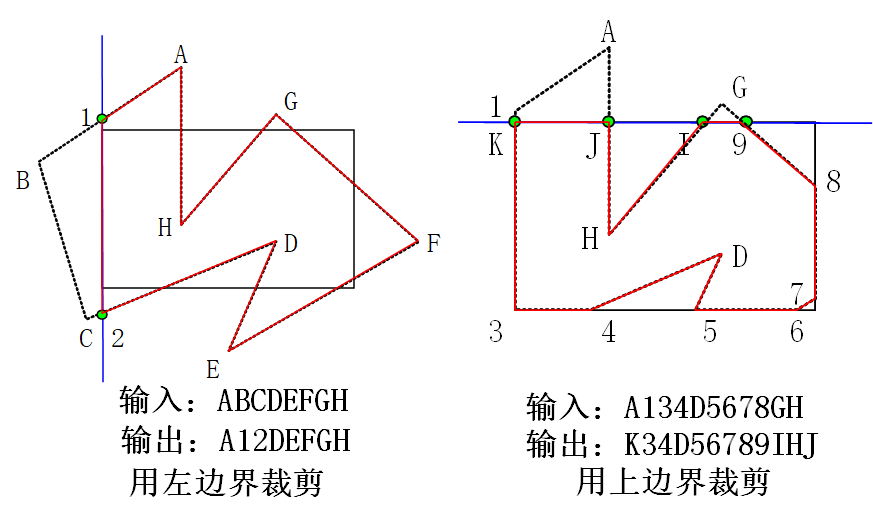 A
1
B
G
H
D
F
C
2
E
输入：ABCDEFGH
输出：A12DEFGH
用左边界裁剪
A
G
1
K
J
I
9
8
H
D
7
3
4
5
6
输入：A134D5678GH
输出：K34D56789IHJ
用上边界裁剪